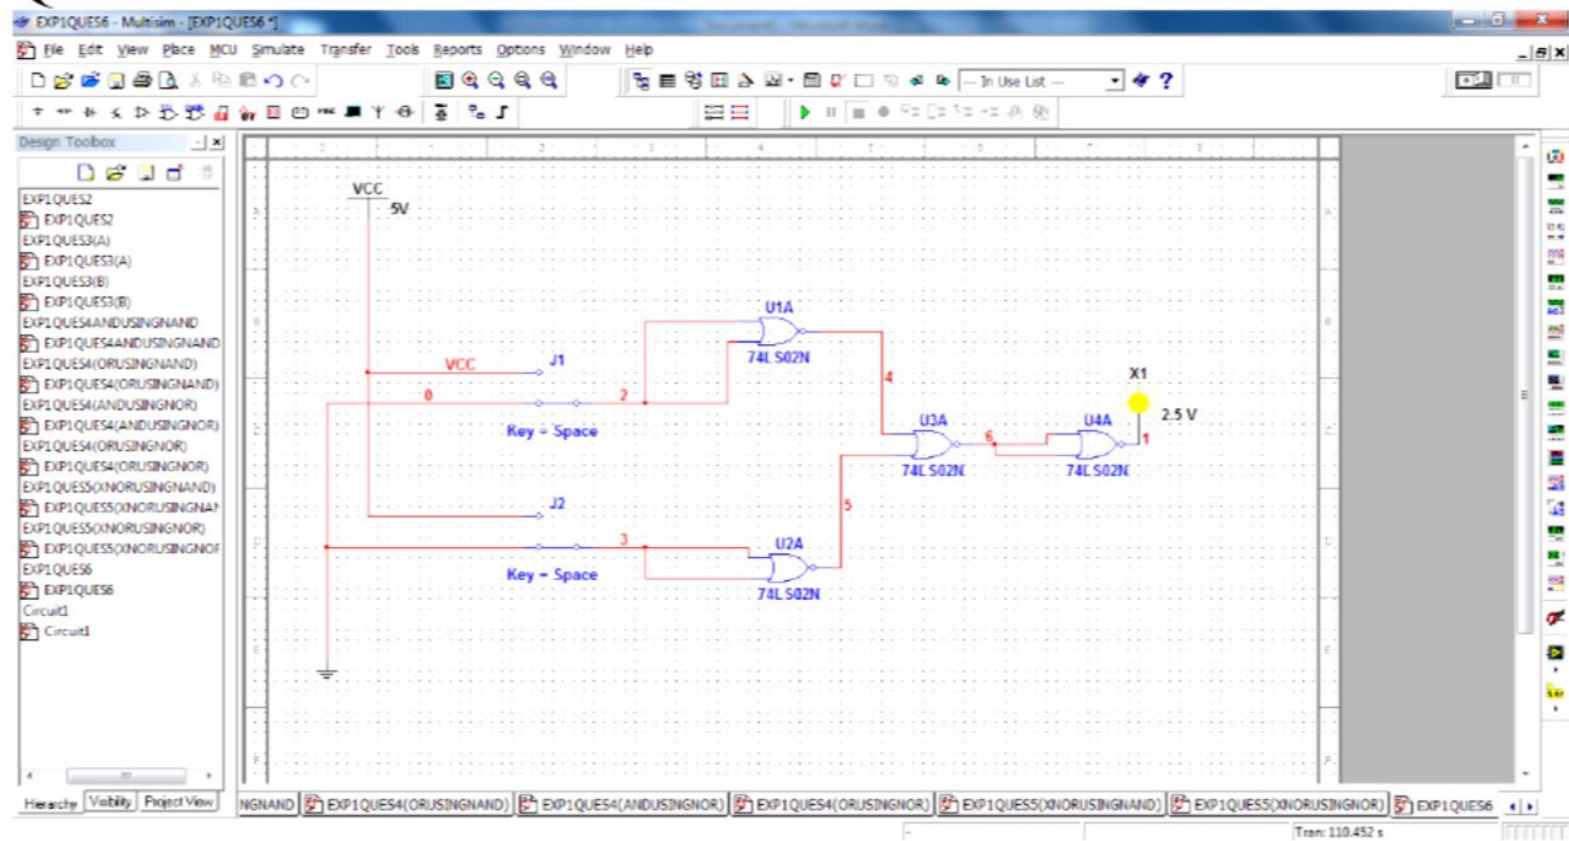 EXP1QUES6 - Multisim - [EXP1QUES6 *]
File Edit View Place MCU Simulate Transfer Tools Reports Options Window Help
--- In Use List ---
Design Toolbox
EXP1QUES2
EXP1QUES2
EXP1QUES3(A)
EXP1QUES3(A)
EXP1QUES3(B)
EXP1QUES3(B)
EXP1QUES4ANDUSINGNAND
EXP1QUES4ANDUSINGNAND
EXP1QUES4(ORUSINGNAND)
EXP1QUES4(ORUSINGNAND)
EXP1QUES4(ANDUSINGNOR)
EXP1QUES4(ANDUSINGNOR)
EXP1QUES4(ORUSINGNOR)
EXP1QUES4(ORUSINGNOR)
EXP1QUES5(XNORUSINGNAND)
EXP1QUES5(XNORUSINGNAN
EXP1QUES5(XNORUSINGNOR)
EXP1QUES5(XNORUSINGNOF
EXP1QUES6
EXP1QUES6
Circuit1
Circuit1
Hierarchy Visibility Project View
VCC
5V
U1A
74LS02N
VCC
J1
0
2
Key = Space
4
X1
2.5 V
U3A
74LS02N
6
U4A
74LS02N
1
J2
5
3
Key = Space
U2A
74LS02N
NGNAND EXP1QUES4(ORUSINGNAND) EXP1QUES4(ANDUSINGNOR) EXP1QUES4(ORUSINGNOR) EXP1QUES5(XNORUSINGNAND) EXP1QUES5(XNORUSINGNOR) EXP1QUES6
Tran: 110.452 s